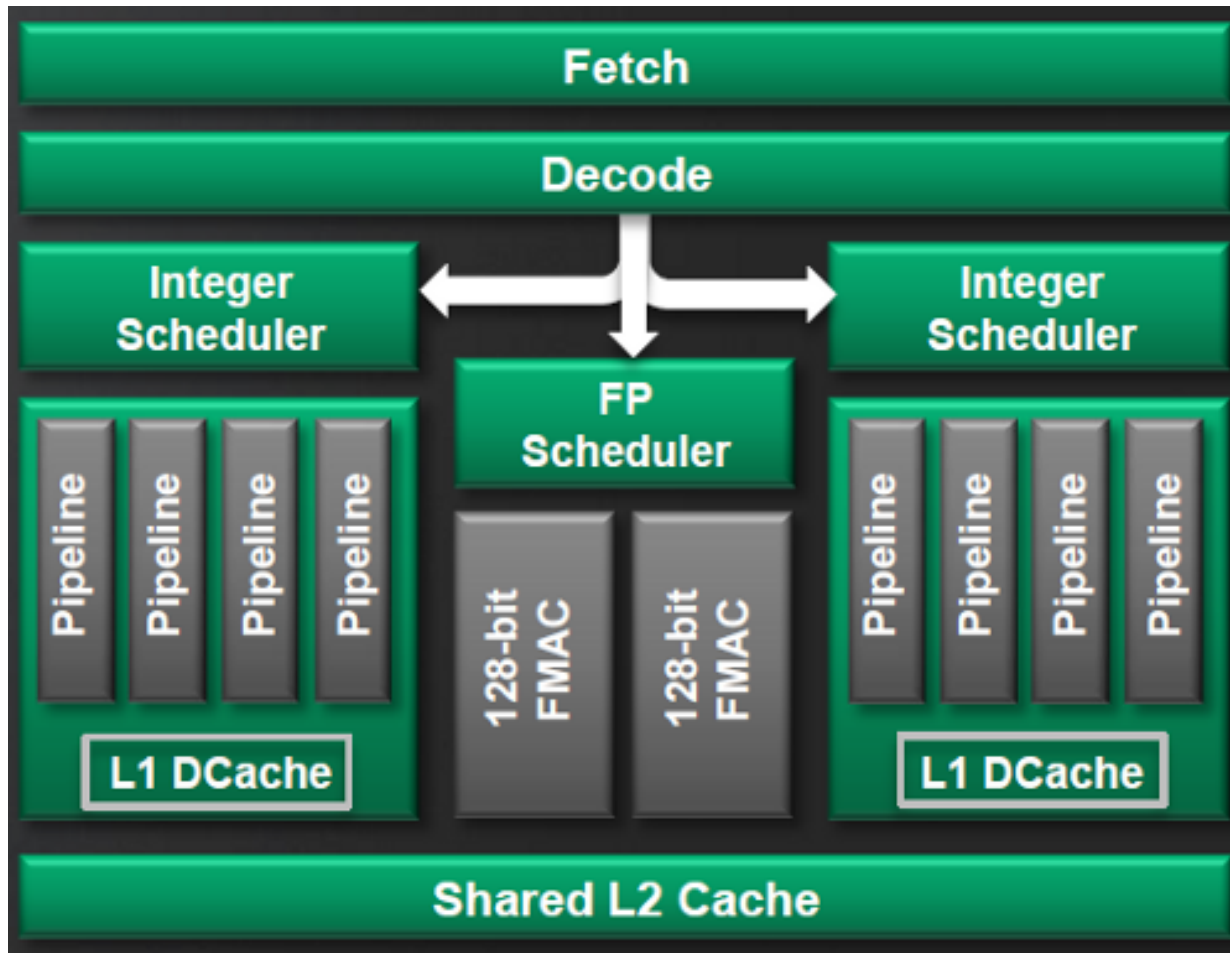 Fetch
Decode
Integer
Scheduler
Integer
Scheduler
FP
Scheduler
Pipeline
Pipeline
Pipeline
Pipeline
L1 DCache
128-bit
FMAC
128-bit
FMAC
Pipeline
Pipeline
Pipeline
Pipeline
L1 DCache
Shared L2 Cache